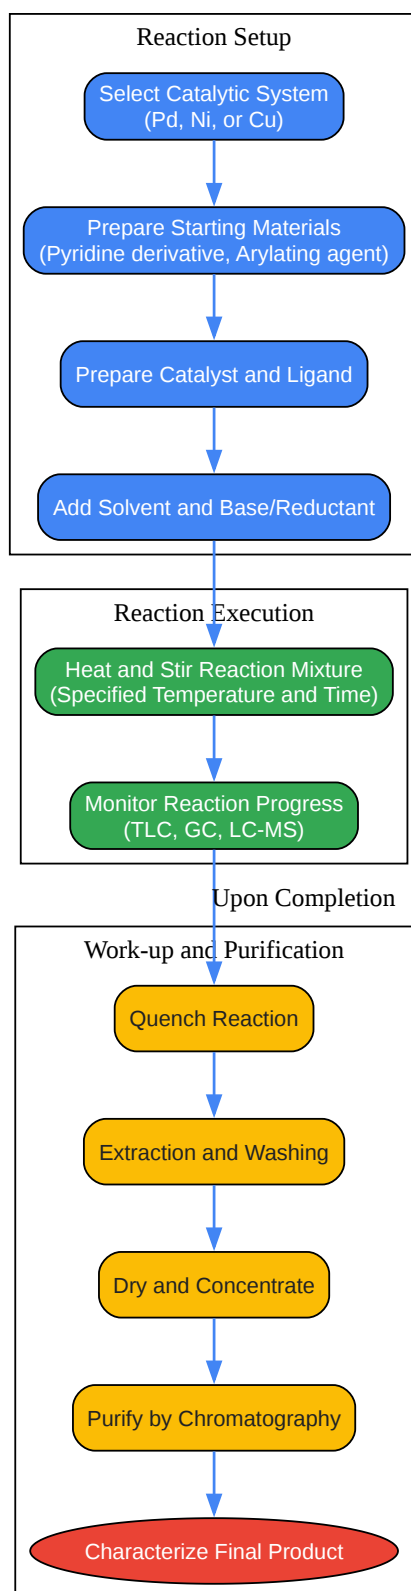 Reaction Setup
Select Catalytic System
(Pd, Ni, or Cu)
Prepare Starting Materials
(Pyridine derivative, Arylating agent)
Prepare Catalyst and Ligand
Add Solvent and Base/Reductant
Reaction Execution
Heat and Stir Reaction Mixture
(Specified Temperature and Time)
Monitor Reaction Progress
(TLC, GC, LC-MS)
Upon Completion
Work-up and Purification
Quench Reaction
Extraction and Washing
Dry and Concentrate
Purify by Chromatography
Characterize Final Product